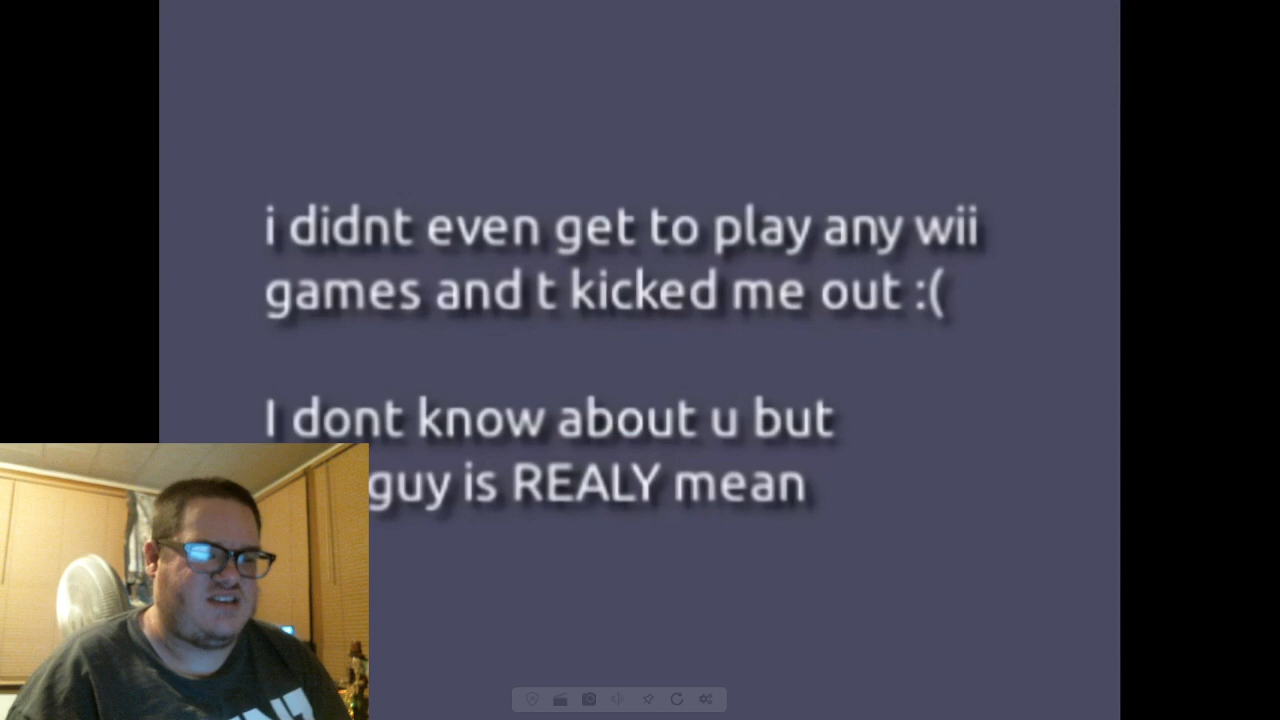 i didnt even get to play any wii
games and t kicked me out :(
I dont know about u but
guy is REALY mean